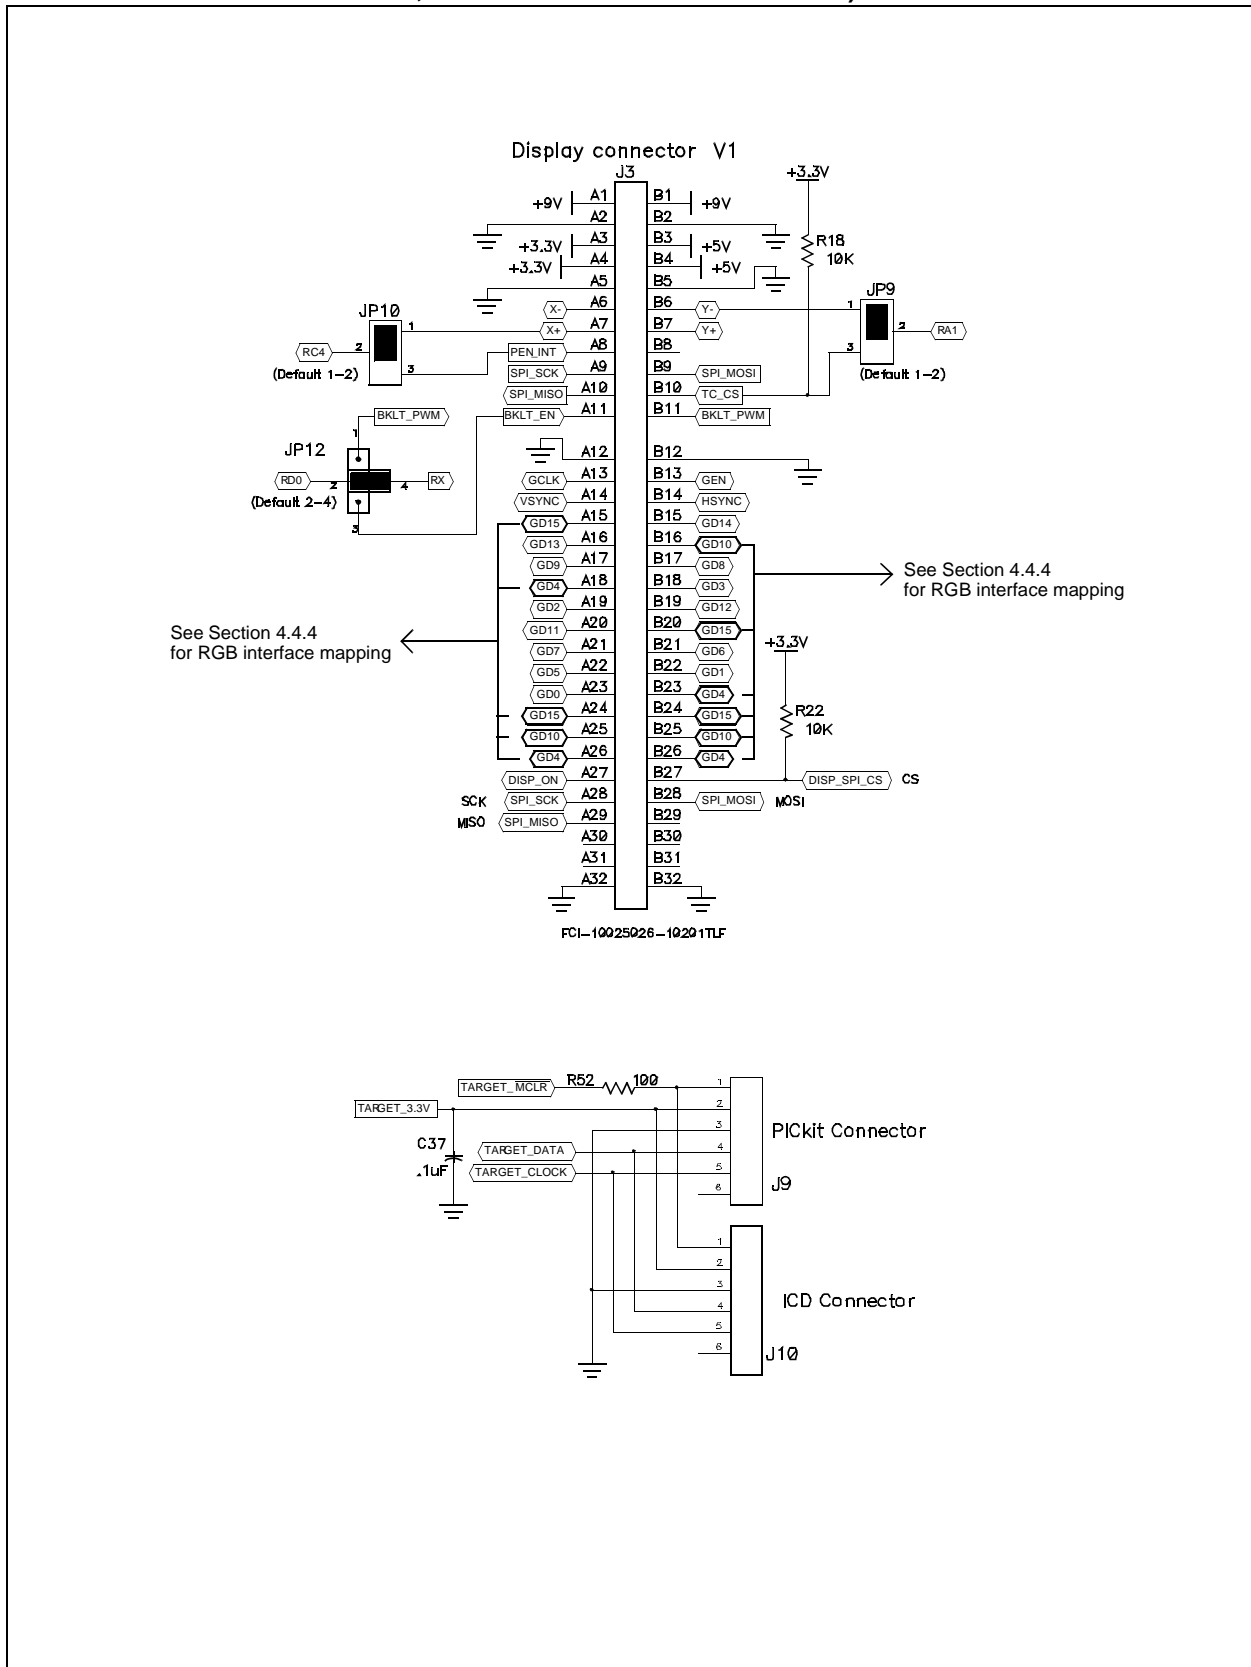 Display connector V1
J3
+3.3V
+9V A1 B1 +9V
A2 B2
+3.3V A3 B3 +5V
R18
10K
+3.3V A4 B4 +5V
A5 B5
JP10 JP9
X- A6 B6 Y- 1
1 X+ A7 B7 Y+ 2 RA1
RC4 2 PEN_INT A8 B8 3
(Default 1-2) 3 SPI_SCK A9 B9 SPI_MOSI (Default 1-2)
SPI_MISO A10 B10 TC_CS
BKLT_PWM BKLT_EN A11 B11 BKLT_PWM
1
JP12 A12 B12
RD0 2 4 RX GCLK A13 B13 GEN
(Default 2-4) VSYNC A14 B14 HSYNC
3 GD15 A15 B15 GD14
GD13 A16 B16 GD10
GD9 A17 B17 GD8
See Section 4.4.4
for RGB interface mapping
GD4 A18 B18 GD3
GD2 A19 B19 GD12
GD11 A20 B20 GD15
See Section 4.4.4
for RGB interface mapping
+3.3V
GD7 A21 B21 GD6
GD5 A22 B22 GD1
GD0 A23 B23 GD4
GD15 A24 B24 GD15
R22
10K
GD10 A25 B25 GD10
GD4 A26 B26 GD4
DISP_ON A27 B27 DISP_SPI_CS CS
SCK SPI_SCK A28 B28 SPI_MOSI MOSI
MISO SPI_MISO A29 B29
A30 B30
A31 B31
A32 B32
FCI-10025026-10201TLF
TARGET_MCLR R52 100 1
TARGET_3.3V 2
3 PICkit Connector
C37
.1uF
TARGET_DATA 4
TARGET_CLOCK 5
6 J9
1
2
3 ICD Connector
4
5
6 J10